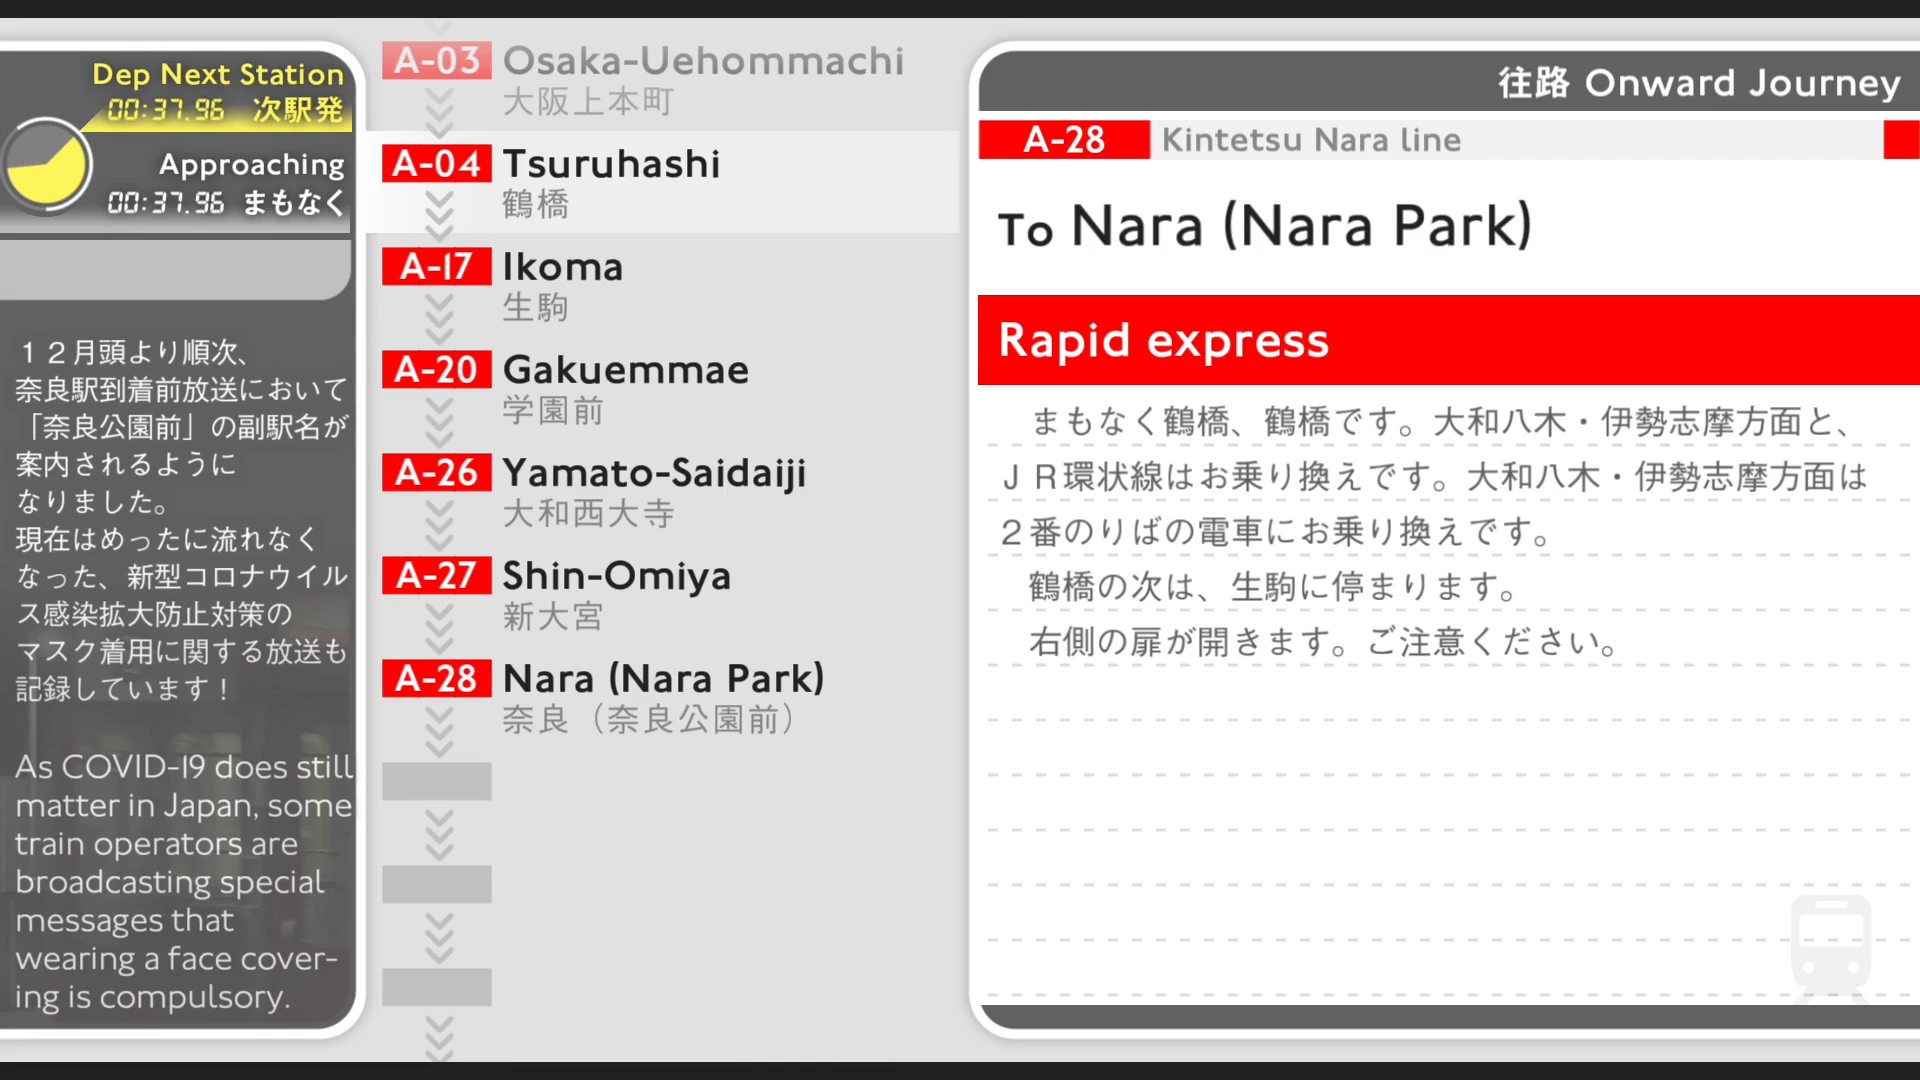 Dep Next Station
00:37.96 次駅発
Approaching
00:37.96 まもなく
１２月頭より順次、
奈良駅到着前放送において
「奈良公園前」の副駅名が
案内されるように
なりました。
現在はめったに流れなく
なった、新型コロナウイル
ス感染拡大防止対策の
マスク着用に関する放送も
記録しています！
As COVID-19 does still
matter in Japan, some
train operators are
broadcasting special
messages that
wearing a face cover-
ing is compulsory.
A-03 Osaka-Uehommachi
大阪上本町
A-04 Tsuruhashi
鶴橋
A-17 Ikoma
生駒
A-20 Gakuemmae
学園前
A-26 Yamato-Saidaiji
大和西大寺
A-27 Shin-Omiya
新大宮
A-28 Nara (Nara Park)
奈良（奈良公園前）
往路 Onward Journey
A-28 Kintetsu Nara line
To Nara (Nara Park)
Rapid express
まもなく鶴橋、鶴橋です。大和八木・伊勢志摩方面と、
ＪＲ環状線はお乗り換えです。大和八木・伊勢志摩方面は
２番のりばの電車にお乗り換えです。
鶴橋の次は、生駒に停まります。
右側の扉が開きます。ご注意ください。